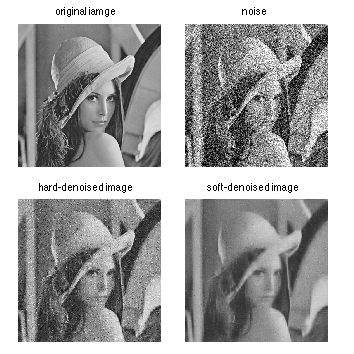 original iamge
noise
hard-denoised image
soft-denoised image